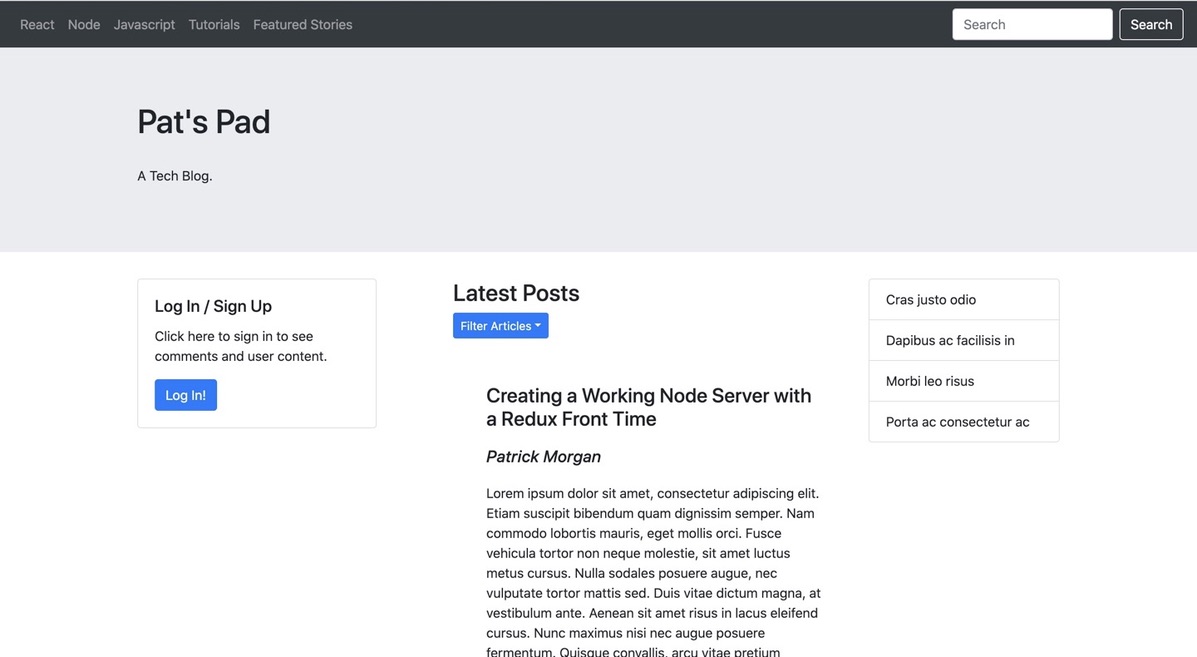 React Node Javascript Tutorials Featured Stories Search Search
Pat's Pad
A Tech Blog.
Log In / Sign Up
Click here to sign in to see
comments and user content.
Log In!
Latest Posts
Filter Articles
Creating a Working Node Server with
a Redux Front Time
Patrick Morgan
Lorem ipsum dolor sit amet, consectetur adipiscing elit.
Etiam suscipit bibendum quam dignissim semper. Nam
commodo lobortis mauris, eget mollis orci. Fusce
vehicula tortor non neque molestie, sit amet luctus
metus cursus. Nulla sodales posuere augue, nec
vulputate tortor mattis sed. Duis vitae dictum magna, at
vestibulum ante. Aenean sit amet risus in lacus eleifend
cursus. Nunc maximus nisi nec augue posuere
fermentum. Quisque convallis, arcu vitae pretium
Cras justo odio
Dapibus ac facilisis in
Morbi leo risus
Porta ac consectetur ac